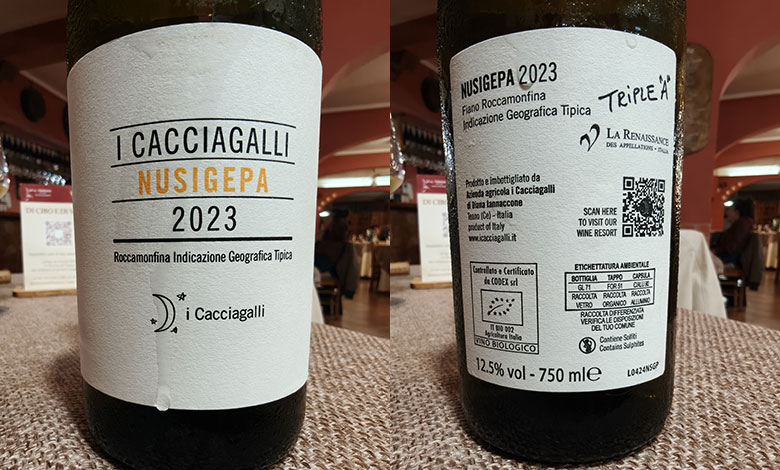 I CACCIAGALLI
NUSIGEPA
2023
Roccamonfina Indicazione Geografica Tipica
i Cacciagalli
NUSIGEPA 2023
Fiano Roccamonfina
Indicazione Geografica Tipica
TRIPLE "A"
LA RENAISSANCE
DES APPELLATIONS - ITALIA
Prodotto e imbottigliato da
Azienda agricola i Cacciagalli
di Diana Iannaccone
Teano (Ce) - Italia
product of Italy
www.icacciagalli.it
SCAN HERE
TO VISIT OUR
WINE RESORT
Controllato e Certificato
da CODEX srl
IT BIO 002
Agricoltura Italia
VINO BIOLOGICO
ETICHETTATURA AMBIENTALE
BOTTIGLIA TAPPO CAPSULA
GL 71 FOR 51 C/ALU 90
RACCOLTA RACCOLTA RACCOLTA
VETRO ORGANICO ALLUMINIO
RACCOLTA DIFFERENZIATA
VERIFICA LE DISPOSIZIONI
DEL TUO COMUNE
Contiene Solfiti
Contains Sulphites
12.5% vol - 750 ml e
L0424NSGP